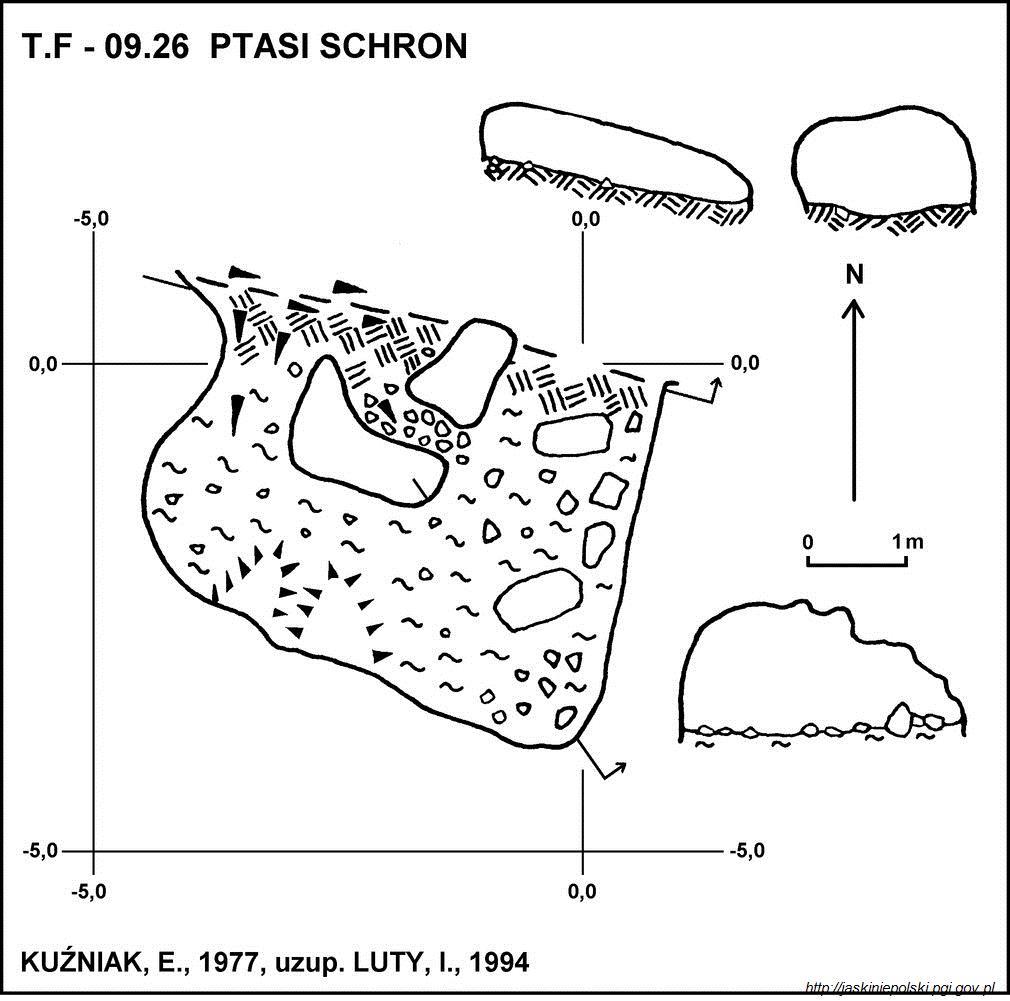 T.F - 09.26 PTASI SCHRON
-5,0
0,0
N
0,0
0,0
0 1m
-5,0
-5,0
-5,0
0,0
KUŹNIAK, E., 1977, uzup. LUTY, I., 1994
http://jaskiniepolski.pgi.gov.pl